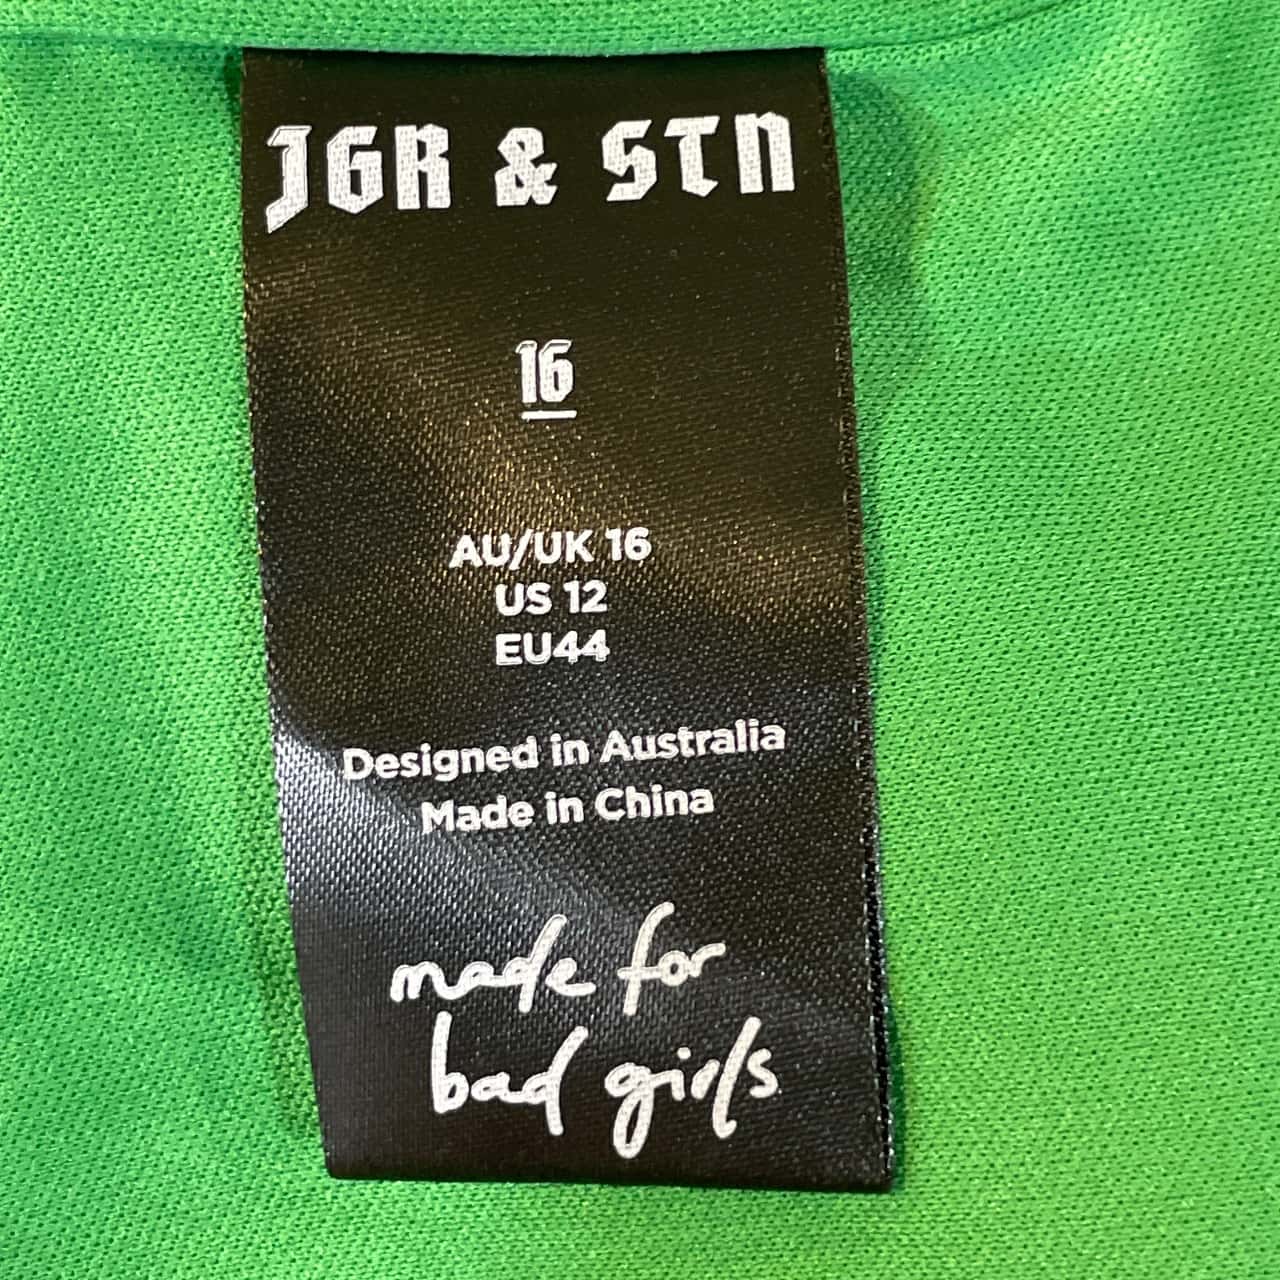 JGR & STN
16
AU/UK 16
US 12
EU44
Designed in Australia
Made in China
made for
bad girls